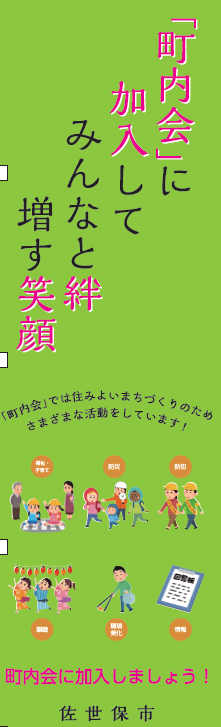 「町内会」に
加入して
みんなと絆
増す笑顔
「町内会」では住みよいまちづくりのため
さまざまな活動をしています！
福祉・
子育て
防災
防犯
回覧板
親睦
環境
美化
情報
町内会に加入しましょう！
佐世保市